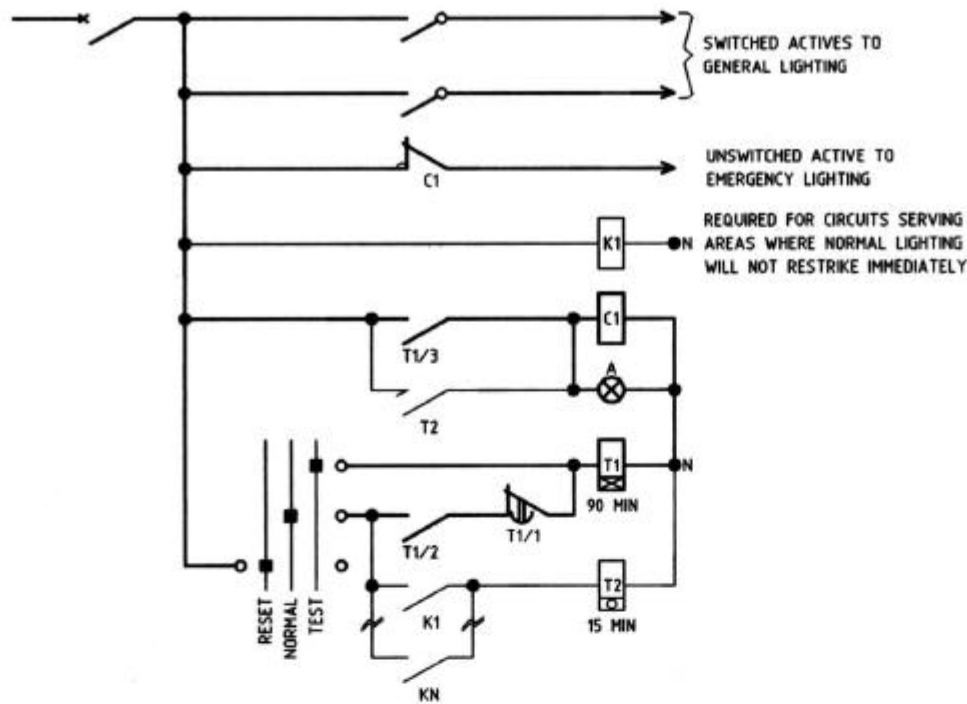 SWITCHED ACTIVES TO
GENERAL LIGHTING
C1
UNSWITCHED ACTIVE TO
EMERGENCY LIGHTING
K1
N
REQUIRED FOR CIRCUITS SERVING
AREAS WHERE NORMAL LIGHTING
WILL NOT RESTRIKE IMMEDIATELY
T1/3
C1
A
T2
T1
N
90 MIN
T1/2
T1/1
RESET
NORMAL
TEST
K1
T2
15 MIN
KN